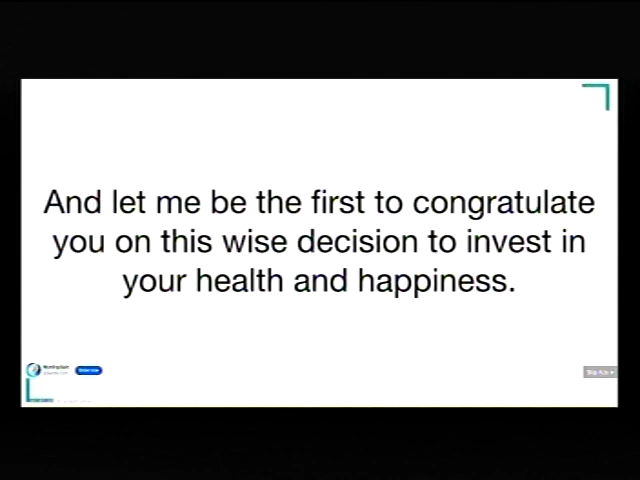 And let me be the first to congratulate
you on this wise decision to invest in
your health and happiness.